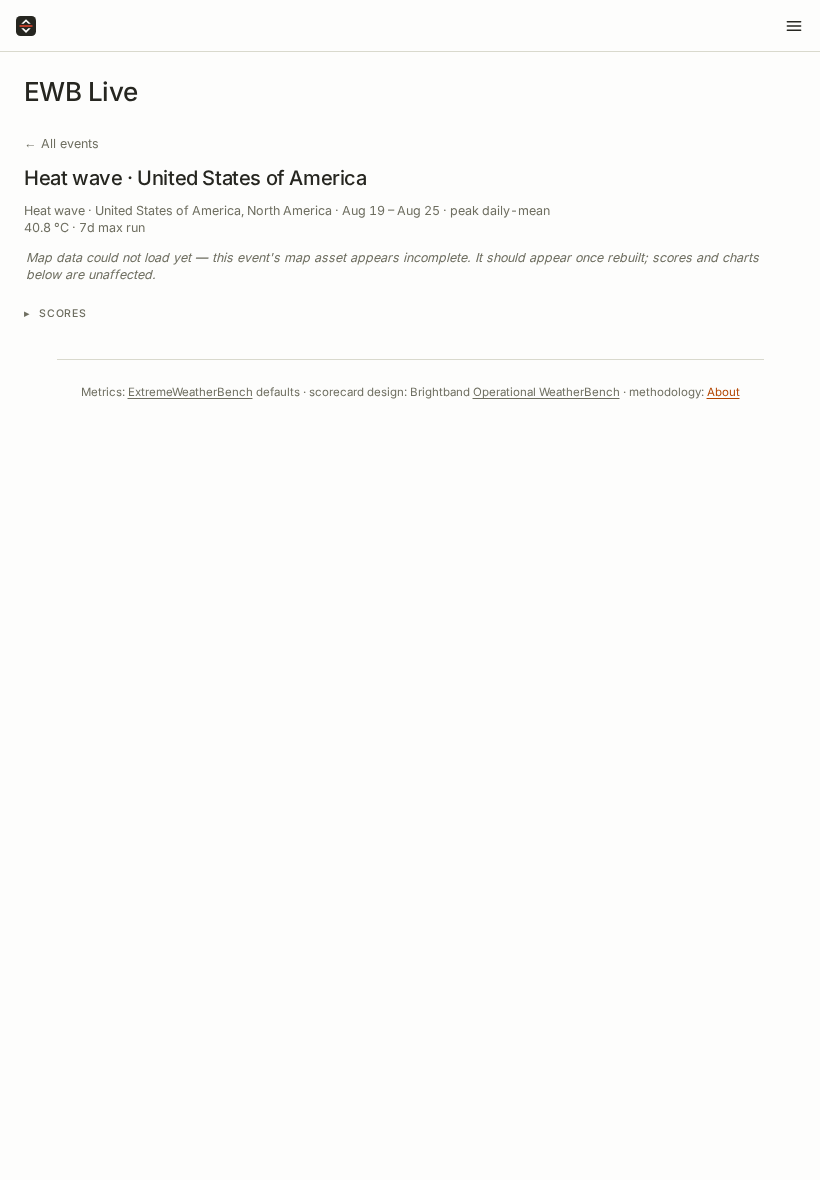 EWB Live
← All events
Heat wave · United States of America
Heat wave · United States of America, North America · Aug 19 – Aug 25 · peak daily-mean
40.8 °C · 7d max run
Map data could not load yet — this event's map asset appears incomplete. It should appear once rebuilt; scores and charts
below are unaffected.
▸ SCORES
Metrics: ExtremeWeatherBench defaults · scorecard design: Brightband Operational WeatherBench · methodology: About